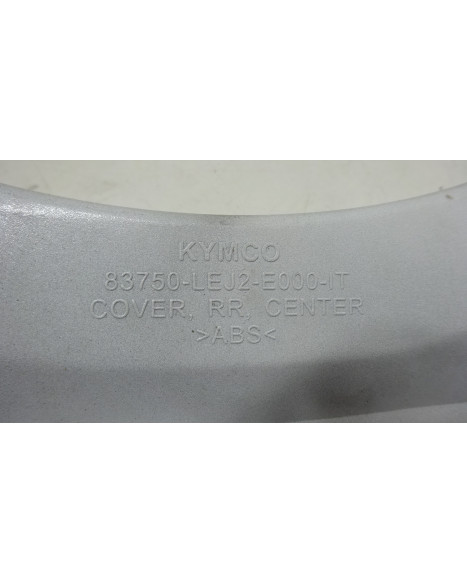 KYMCO
83750-LEJ2-E000-IT
COVER, RR, CENTER
>ABS<